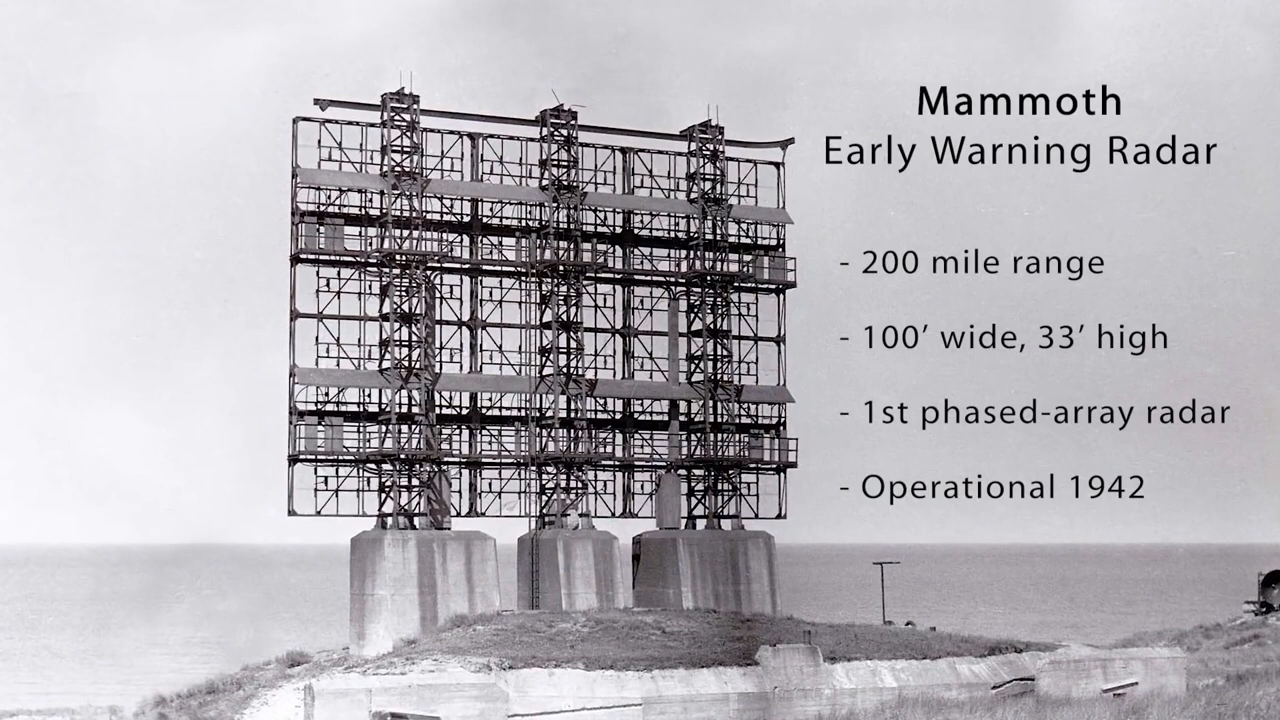 Mammoth
Early Warning Radar
- 200 mile range
- 100’ wide, 33’ high
- 1st phased-array radar
- Operational 1942